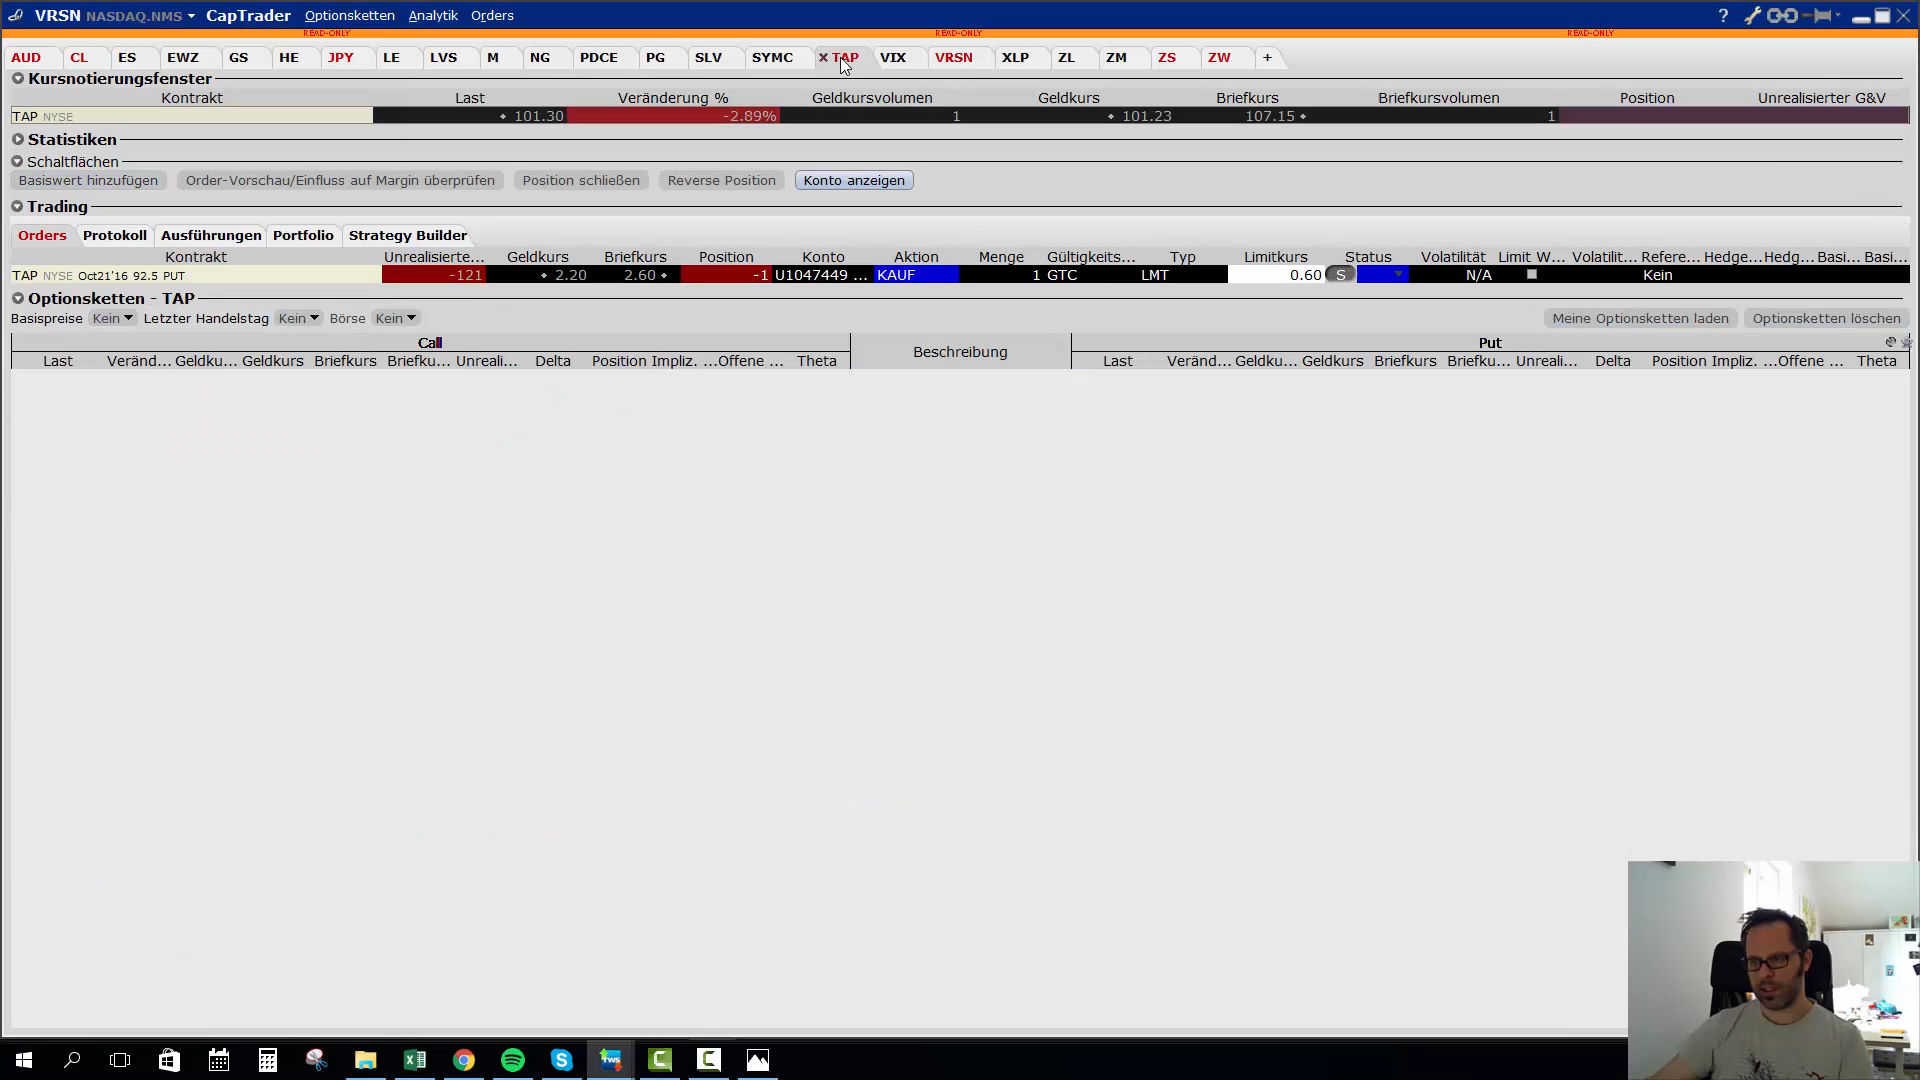 VRSN NASDAQ.NMS CapTrader Optionsketten Analytik Orders ?
READ-ONLY READ-ONLY READ-ONLY
AUD CL ES EWZ GS HE JPY LE LVS M NG PDCE PG SLV SYMC TAP VIX VRSN XLP ZL ZM ZS ZW +
Kursnotierungsfenster
Kontrakt Last Veränderung % Geldkursvolumen Geldkurs Briefkurs Briefkursvolumen Position Unrealisierter G&V
TAP NYSE 101.30 -2.89% 1 101.23 107.15 1
Statistiken
Schaltflächen
Basiswert hinzufügen Order-Vorschau/Einfluss auf Margin überprüfen Position schließen Reverse Position Konto anzeigen
Trading
Orders Protokoll Ausführungen Portfolio Strategy Builder
Kontrakt Unrealisierte... Geldkurs Briefkurs Position Konto Aktion Menge Gültigkeits... Typ Limitkurs Status Volatilität Limit W... Volatilit... Refere... Hedge... Hedg... Basi... Basi...
TAP NYSE Oct21'16 92.5 PUT -121 2.20 2.60 -1 U1047449 ... KAUF 1 GTC LMT 0.60 S N/A Kein
Optionsketten - TAP
Basispreise Kein Letzter Handelstag Kein Börse Kein Meine Optionsketten laden Optionsketten löschen
Call Beschreibung Put
Last Veränd... Geldku... Geldkurs Briefkurs Briefku... Unreali... Delta Position Impliz. ... Offene ... Theta Last Veränd... Geldku... Geldkurs Briefkurs Briefku... Unreali... Delta Position Impliz. ... Offene ... Theta
TWS